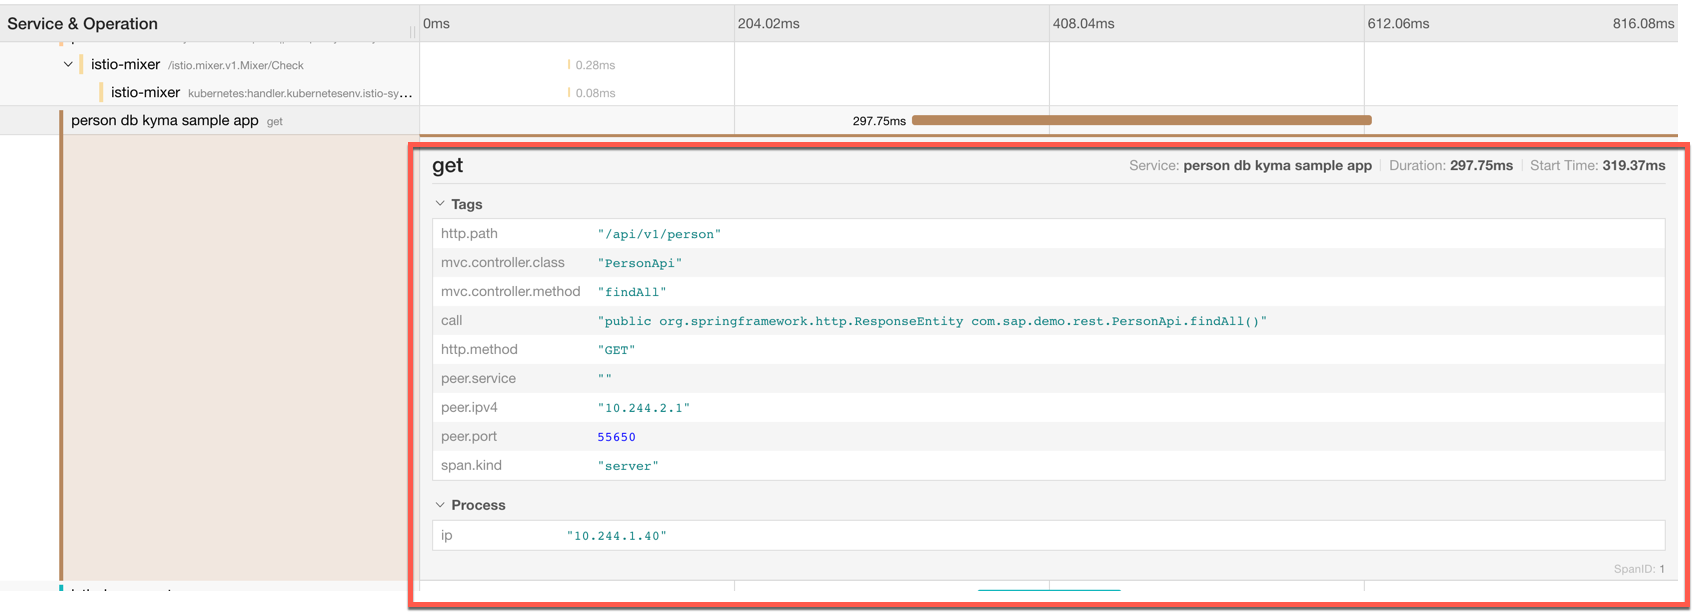 Service & Operation 0ms 204.02ms 408.04ms 612.06ms 816.08ms
istio-mixer /istio.mixer.v1.Mixer/Check 0.28ms
istio-mixer kubernetes:handler.kubernetesenv.istio-sy... 0.08ms
person db kyma sample app get 297.75ms
get Service: person db kyma sample app Duration: 297.75ms Start Time: 319.37ms
Tags
http.path "/api/v1/person"
mvc.controller.class "PersonApi"
mvc.controller.method "findAll"
call "public org.springframework.http.ResponseEntity com.sap.demo.rest.PersonApi.findAll()"
http.method "GET"
peer.service ""
peer.ipv4 "10.244.2.1"
peer.port 55650
span.kind "server"
Process
ip "10.244.1.40"
SpanID: 1